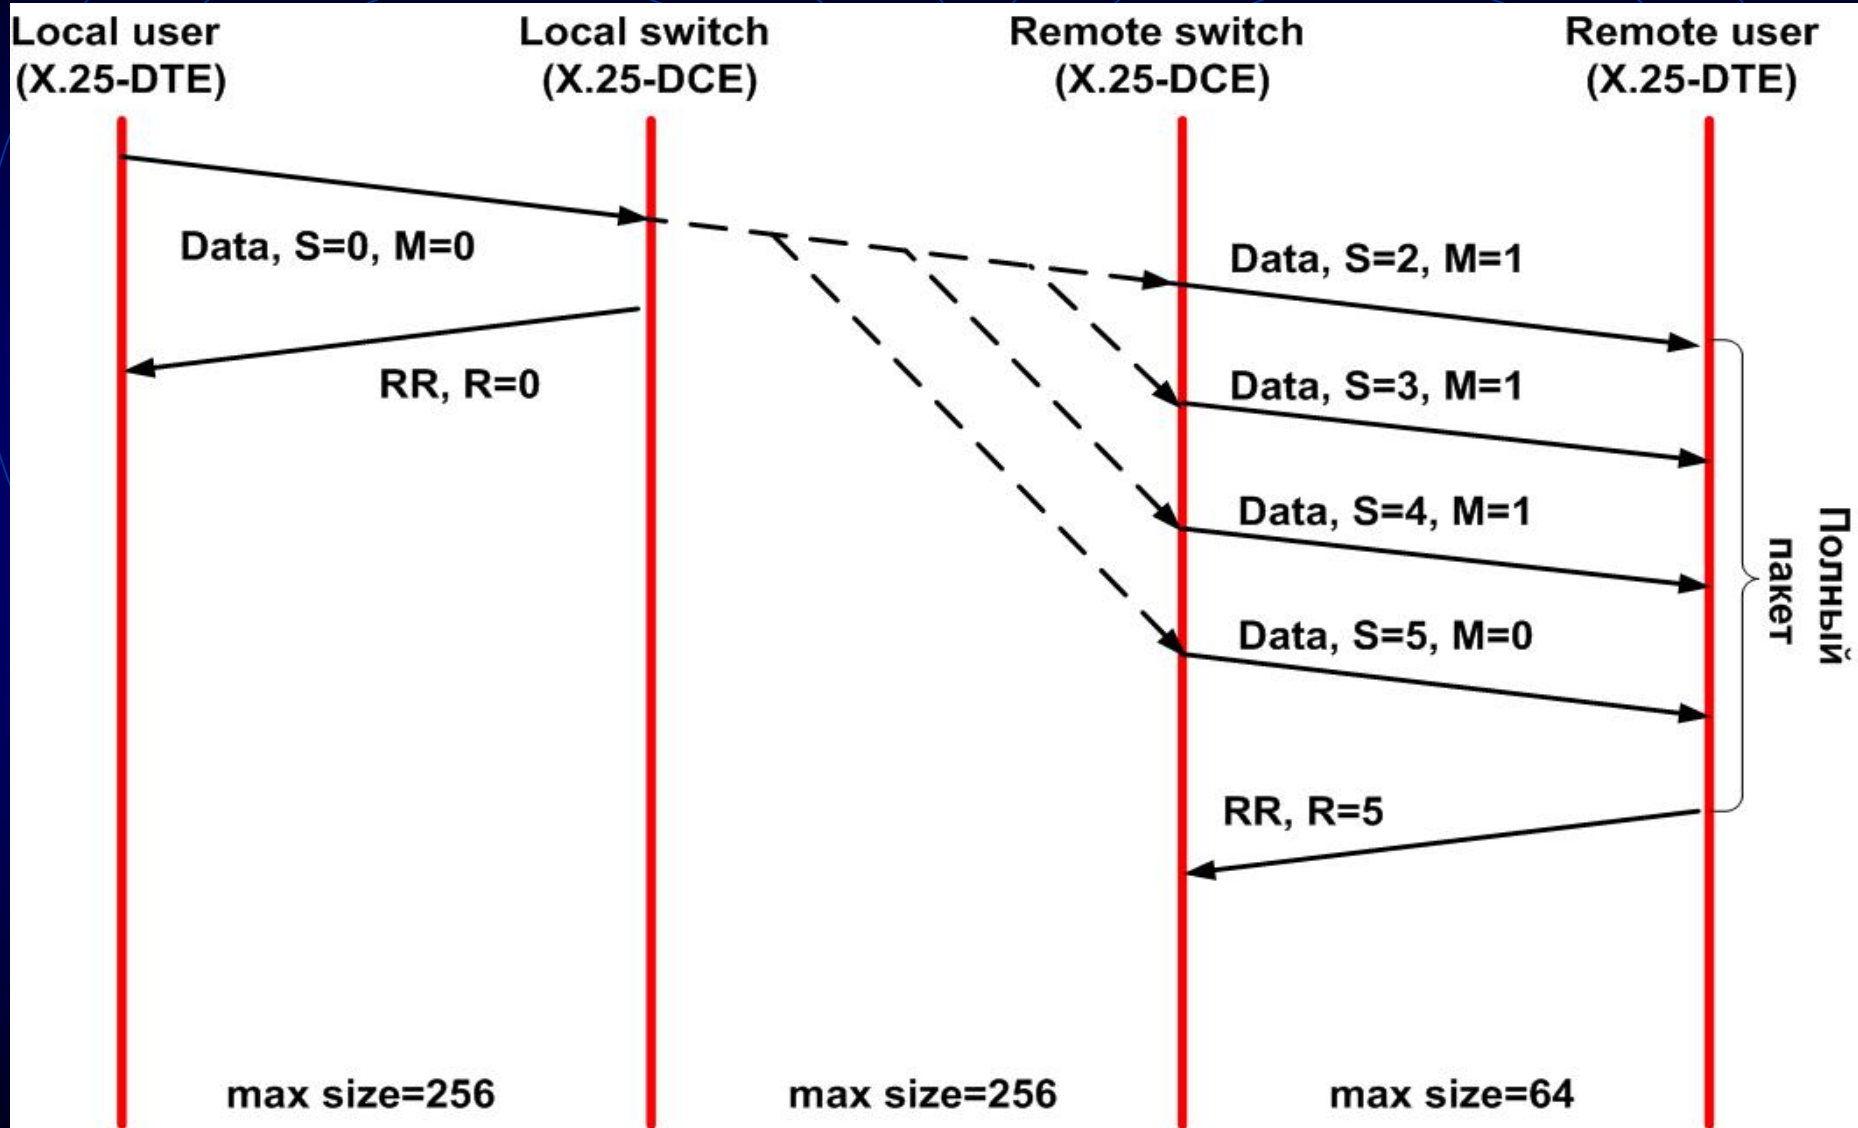 Local user
(X.25-DTE)
Local switch
(X.25-DCE)
Remote switch
(X.25-DCE)
Remote user
(X.25-DTE)
Data, S=0, M=0
RR, R=0
Data, S=2, M=1
Data, S=3, M=1
Data, S=4, M=1
Data, S=5, M=0
RR, R=5
Полный
пакет
max size=256
max size=256
max size=64